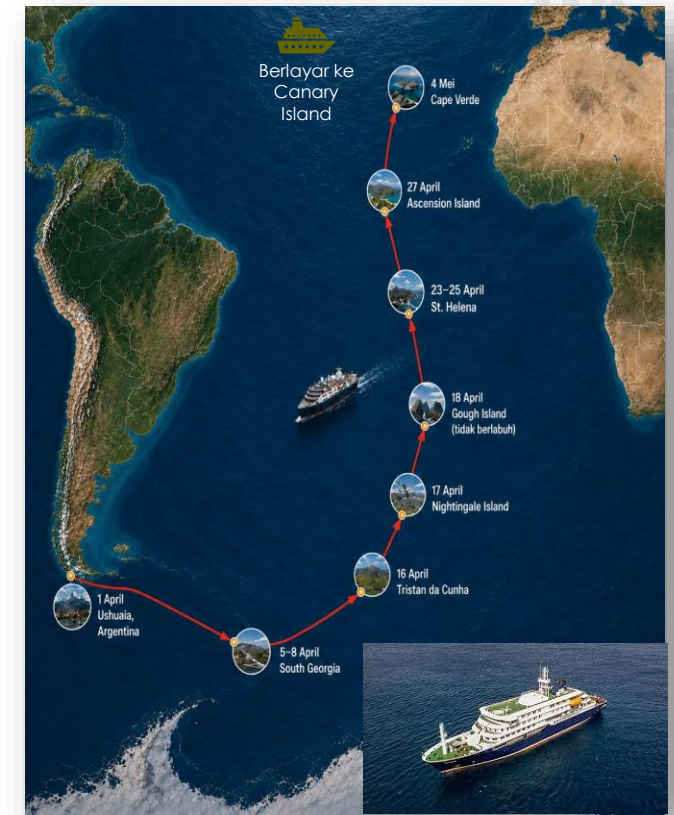 Berlayar ke
Canary
Island
4 Mei
Cape Verde
27 April
Ascension Island
23–25 April
St. Helena
18 April
Gough Island
(tidak berlabuh)
17 April
Nightingale Island
16 April
Tristan da Cunha
1 April
Ushuaia,
Argentina
5–8 April
South Georgia